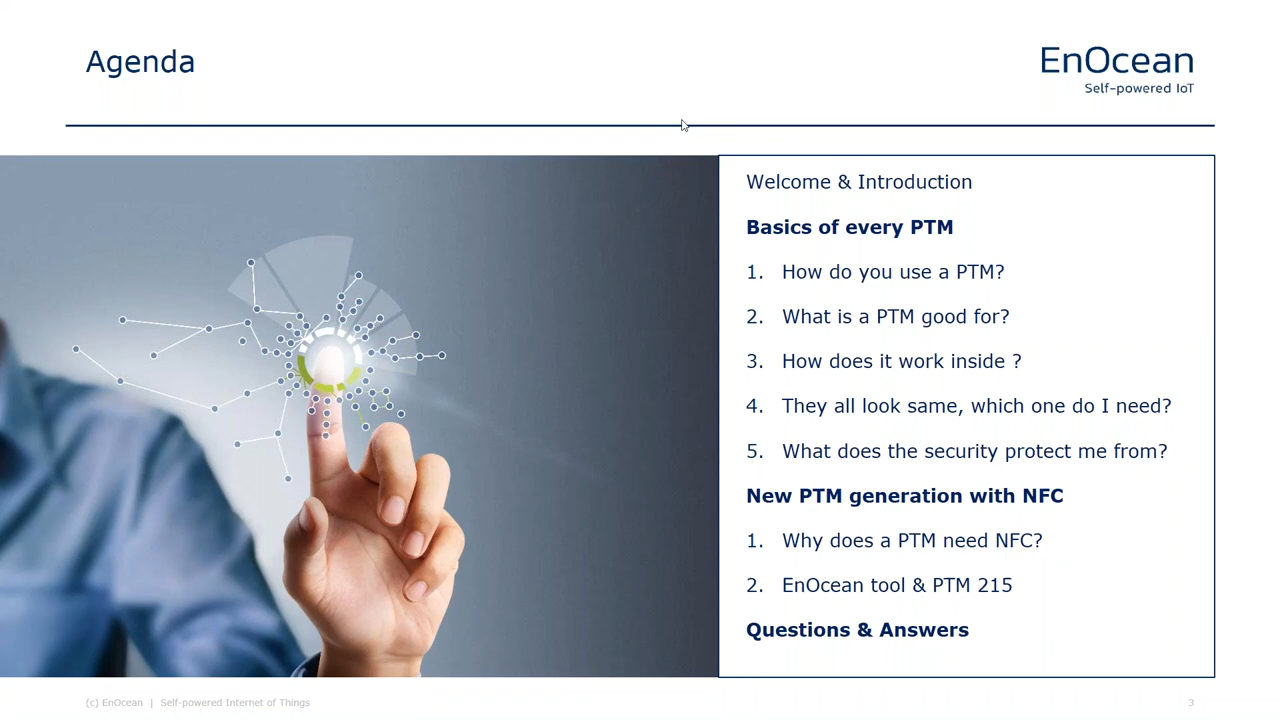 Agenda
EnOcean
Self-powered IoT
Welcome & Introduction
Basics of every PTM
1. How do you use a PTM?
2. What is a PTM good for?
3. How does it work inside ?
4. They all look same, which one do I need?
5. What does the security protect me from?
New PTM generation with NFC
1. Why does a PTM need NFC?
2. EnOcean tool & PTM 215
Questions & Answers
(c) EnOcean | Self-powered Internet of Things
3